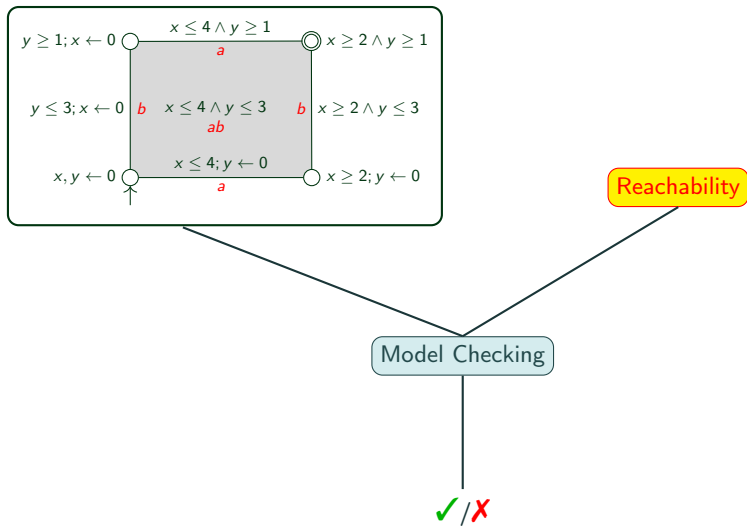 x ≤ 4 ∧ y ≥ 1
y ≥ 1; x ← 0
a
x ≥ 2 ∧ y ≥ 1
y ≤ 3; x ← 0
b
x ≤ 4 ∧ y ≤ 3
ab
b
x ≥ 2 ∧ y ≤ 3
x ≤ 4; y ← 0
x, y ← 0
a
x ≥ 2; y ← 0
Reachability
Model Checking
✓/✗